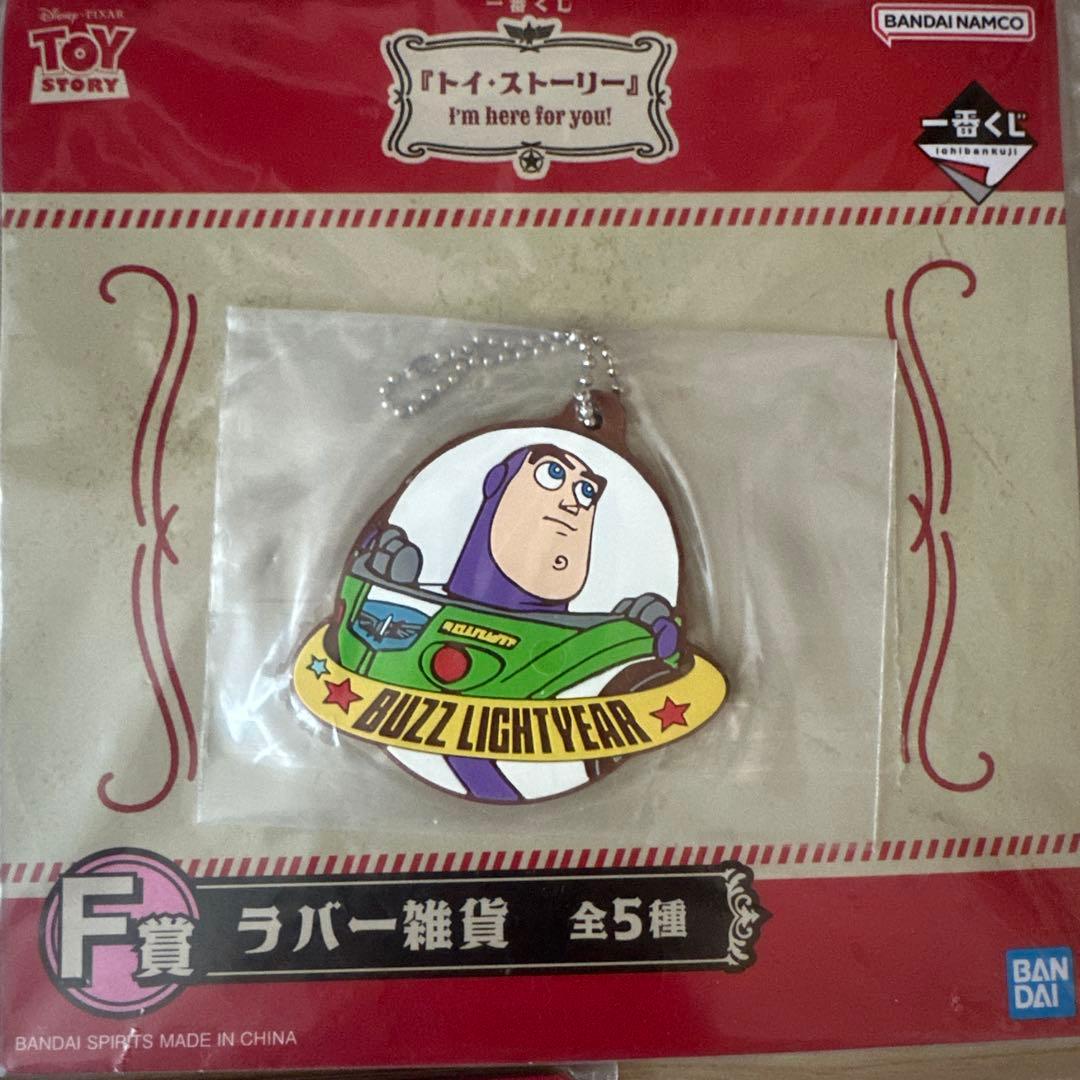 Disney・PIXAR
TOY
STORY
一番くじ
『トイ・ストーリー』
I'm here for you!
BANDAI NAMCO
一番くじ
ichibankuji
BUZZ LIGHTYEAR
F賞
ラバー雑貨 全5種
BAN
DAI
BANDAI SPIRITS MADE IN CHINA